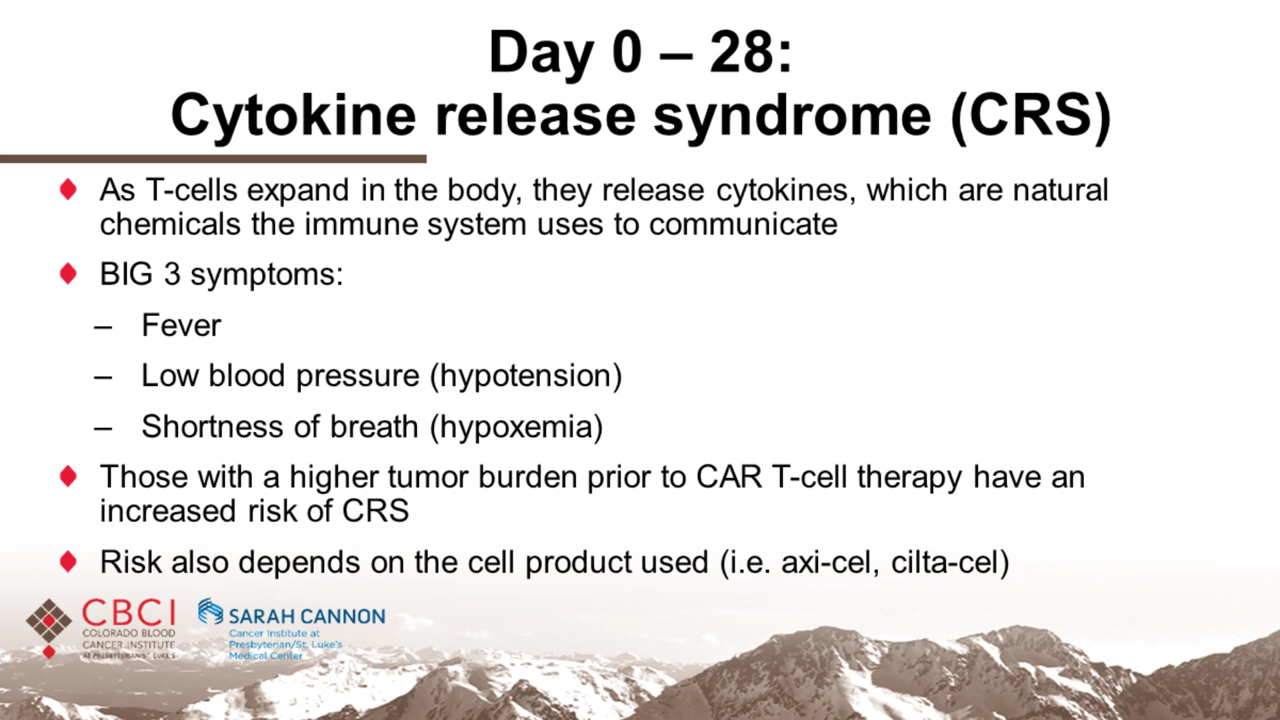 Day 0 – 28:
Cytokine release syndrome (CRS)
As T-cells expand in the body, they release cytokines, which are natural
chemicals the immune system uses to communicate
BIG 3 symptoms:
– Fever
– Low blood pressure (hypotension)
– Shortness of breath (hypoxemia)
Those with a higher tumor burden prior to CAR T-cell therapy have an
increased risk of CRS
Risk also depends on the cell product used (i.e. axi-cel, cilta-cel)
CBCI
COLORADO BLOOD
CANCER INSTITUTE
AT PRESBYTERIAN/ST. LUKE'S
SARAH CANNON
Cancer Institute at
Presbyterian/St. Luke's
Medical Center